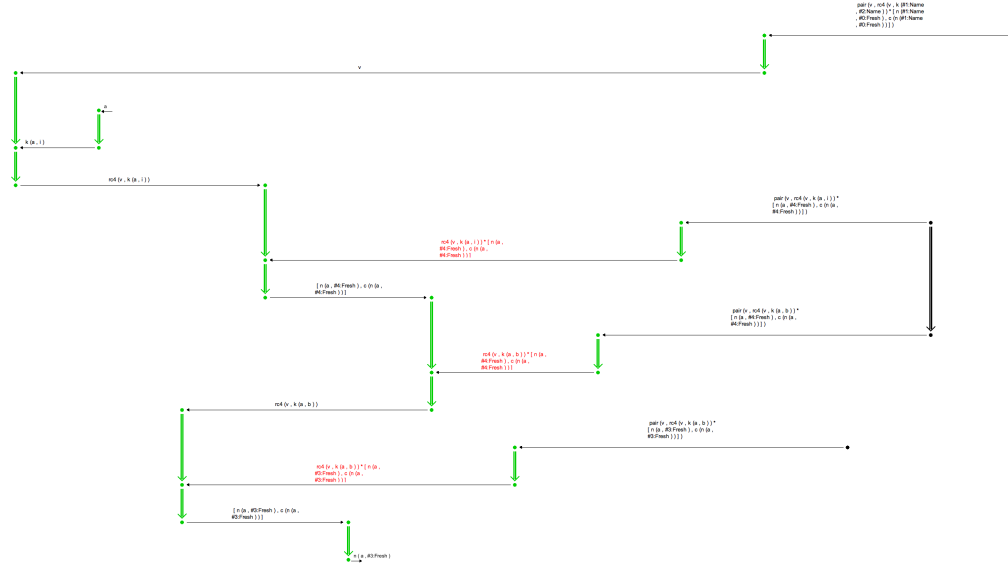 pair (v , rc4 (v , k (#1:Name
, #2:Name ) ) * [ n (#1:Name
, #0:Fresh ) , c (n (#1:Name
, #0:Fresh ) ) ] )
v
a
k (a , i )
rc4 (v , k (a , i ) )
pair (v , rc4 (v , k (a , i ) ) *
[ n (a , #4:Fresh ) , c (n (a ,
#4:Fresh ) ) ] )
rc4 (v , k (a , i ) ) * [ n (a ,
#4:Fresh ) , c (n (a ,
#4:Fresh ) ) ]
[ n (a , #4:Fresh ) , c (n (a ,
#4:Fresh ) ) ]
pair (v , rc4 (v , k (a , b ) ) *
[ n (a , #4:Fresh ) , c (n (a ,
#4:Fresh ) ) ] )
rc4 (v , k (a , b ) ) * [ n (a ,
#4:Fresh ) , c (n (a ,
#4:Fresh ) ) ]
rc4 (v , k (a , b ) )
pair (v , rc4 (v , k (a , b ) ) *
[ n (a , #3:Fresh ) , c (n (a ,
#3:Fresh ) ) ] )
rc4 (v , k (a , b ) ) * [ n (a ,
#3:Fresh ) , c (n (a ,
#3:Fresh ) ) ]
[ n (a , #3:Fresh ) , c (n (a ,
#3:Fresh ) ) ]
n ( a , #3:Fresh )